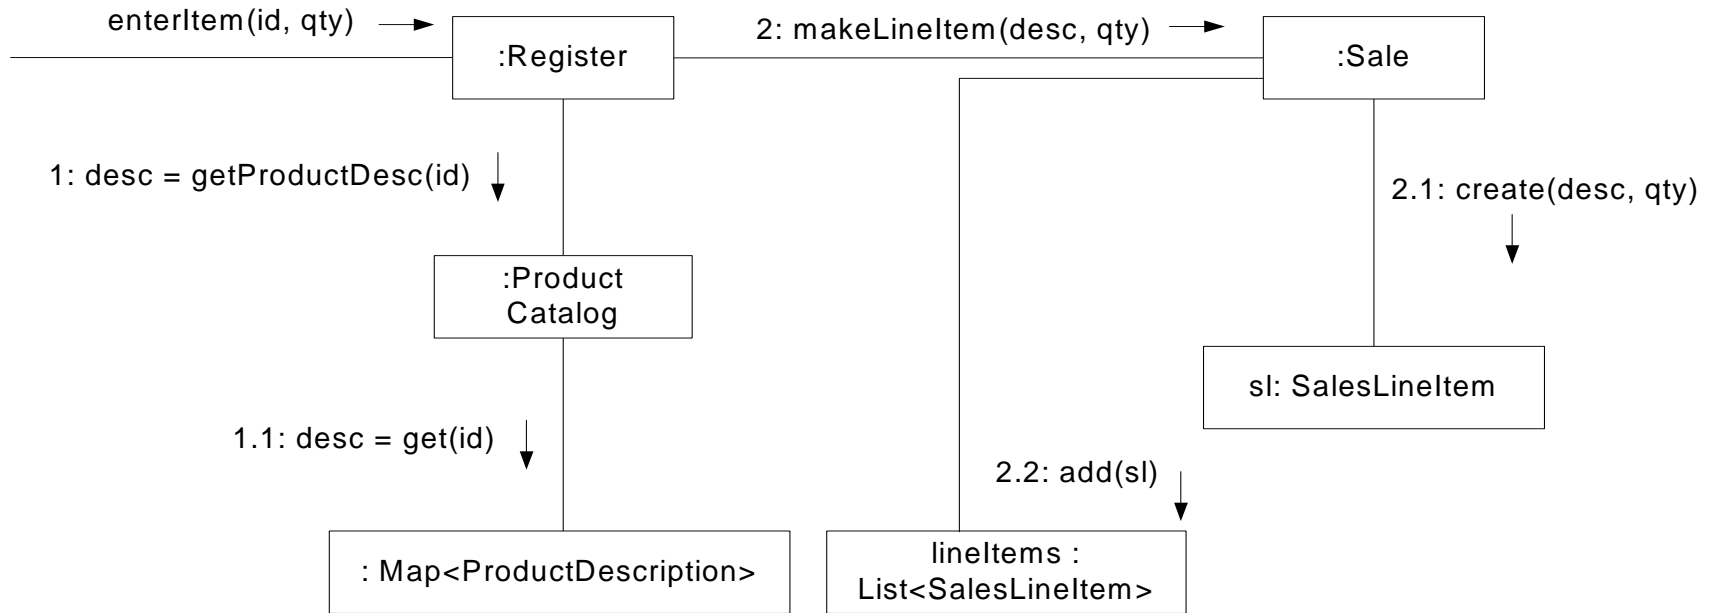 enterItem(id, qty)
2: makeLineItem(desc, qty)
:Register
:Sale
1: desc = getProductDesc(id)
2.1: create(desc, qty)
:Product
Catalog
sl: SalesLineItem
1.1: desc = get(id)
2.2: add(sl)
: Map<ProductDescription>
lineItems :
List<SalesLineItem>